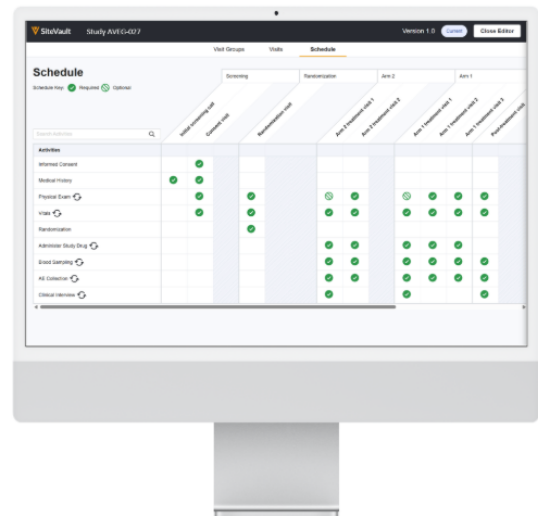 SiteVault Study AVEG-027 Version 1.0 Current Close Editor
Visit Groups Visits Schedule
Schedule
Schedule Key: Required Optional
Screening Randomization Arm 2 Arm 1
Initial screening call
Consent visit
Randomization visit
Arm 2 treatment visit 1
Arm 2 treatment visit 2
Arm 1 treatment visit 1
Arm 1 treatment visit 2
Arm 1 treatment visit 3
Post-treatment visit
Search Activities
Activities
Informed Consent
Medical History
Physical Exam
Vitals
Randomization
Administer Study Drug
Blood Sampling
AE Collection
Clinical Interview